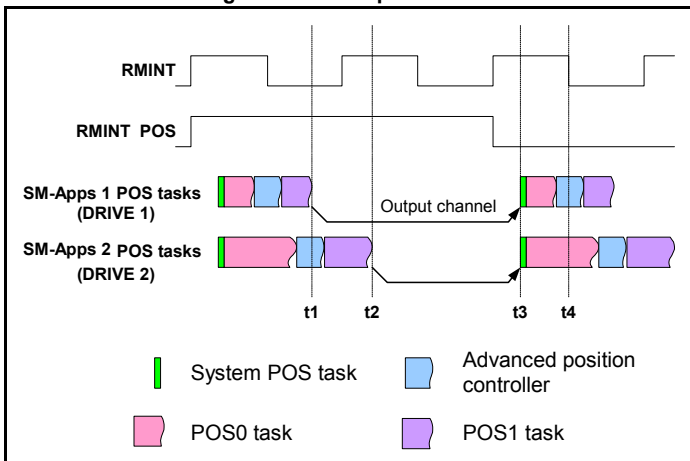 RMINT
RMINT POS
SM-Apps 1 POS tasks
(DRIVE 1)
Output channel
SM-Apps 2 POS tasks
(DRIVE 2)
t1 t2 t3 t4
System POS task
Advanced position
controller
POS0 task
POS1 task